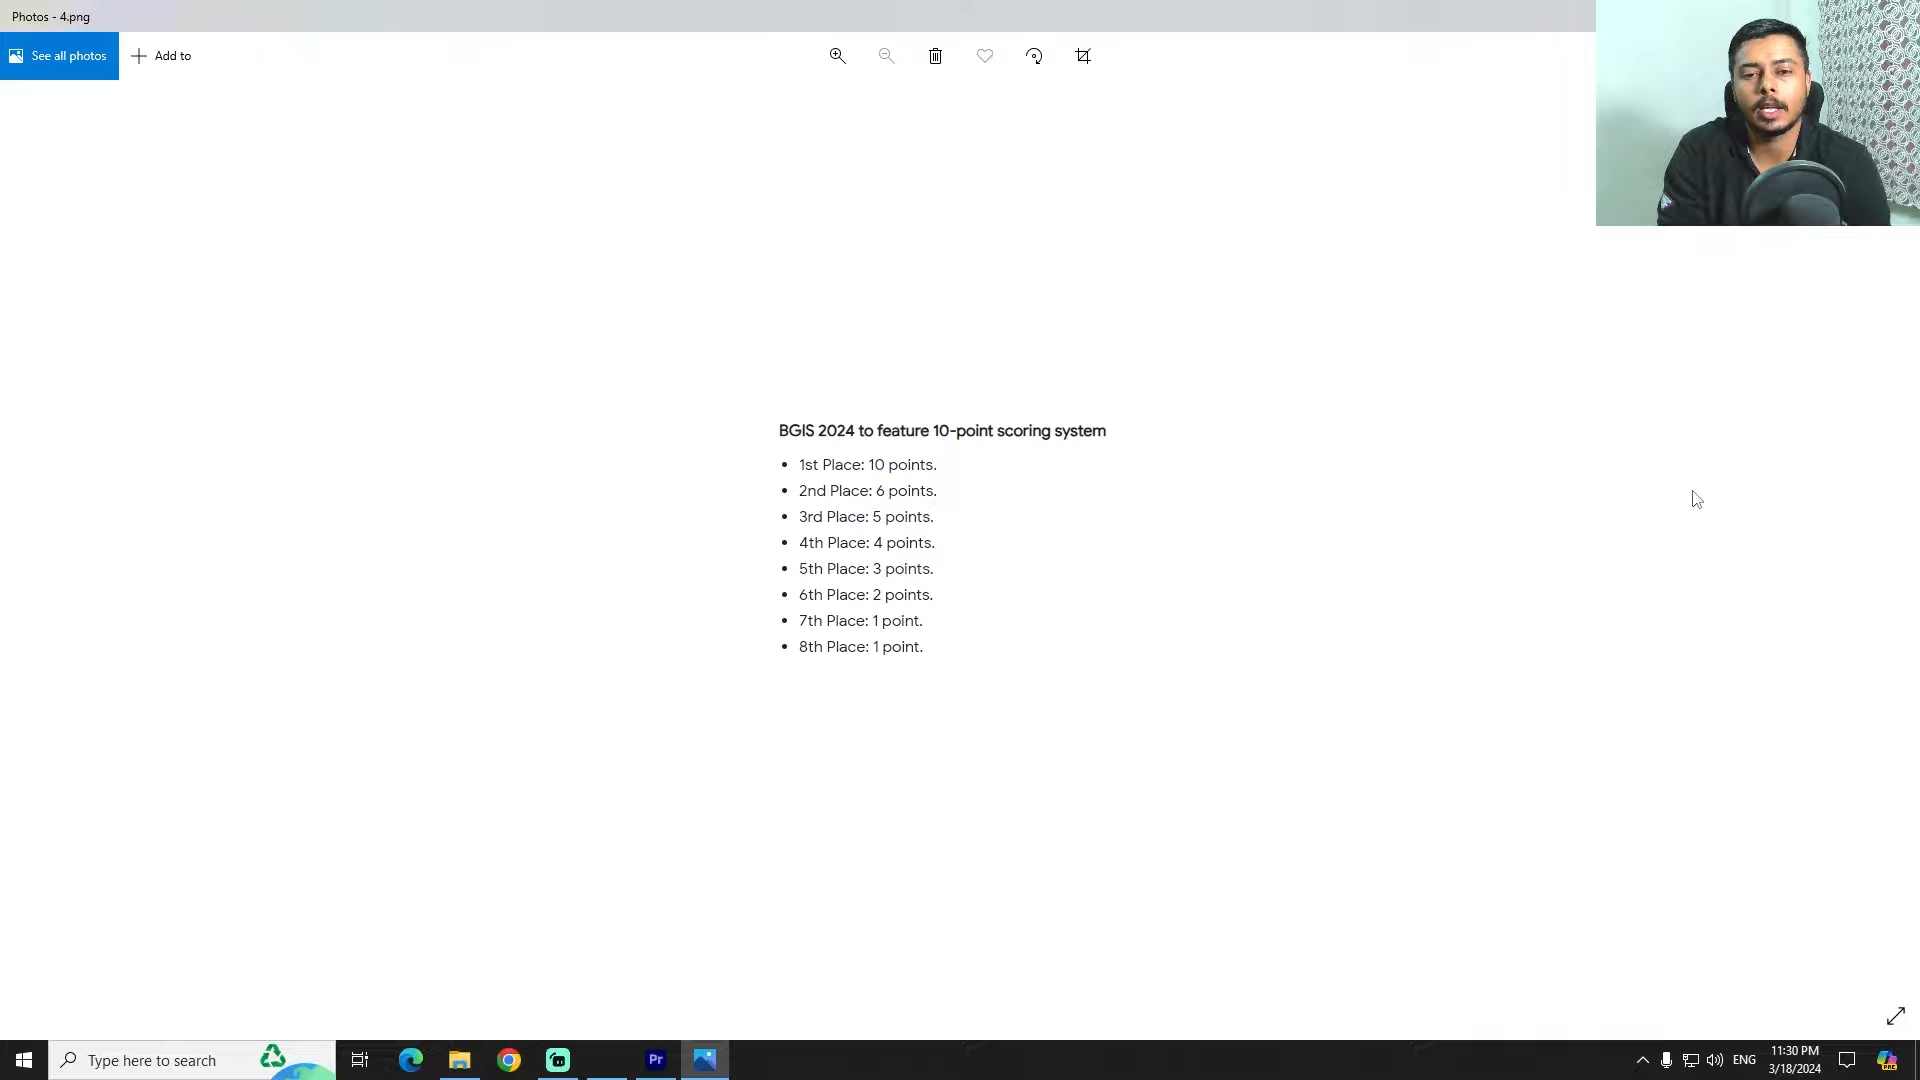 Photos - 4.png
See all photos
Add to
BGIS 2024 to feature 10-point scoring system
1st Place: 10 points.
2nd Place: 6 points.
3rd Place: 5 points.
4th Place: 4 points.
5th Place: 3 points.
6th Place: 2 points.
7th Place: 1 point.
8th Place: 1 point.
Type here to search
Pr
ENG
11:30 PM
3/18/2024
PRE